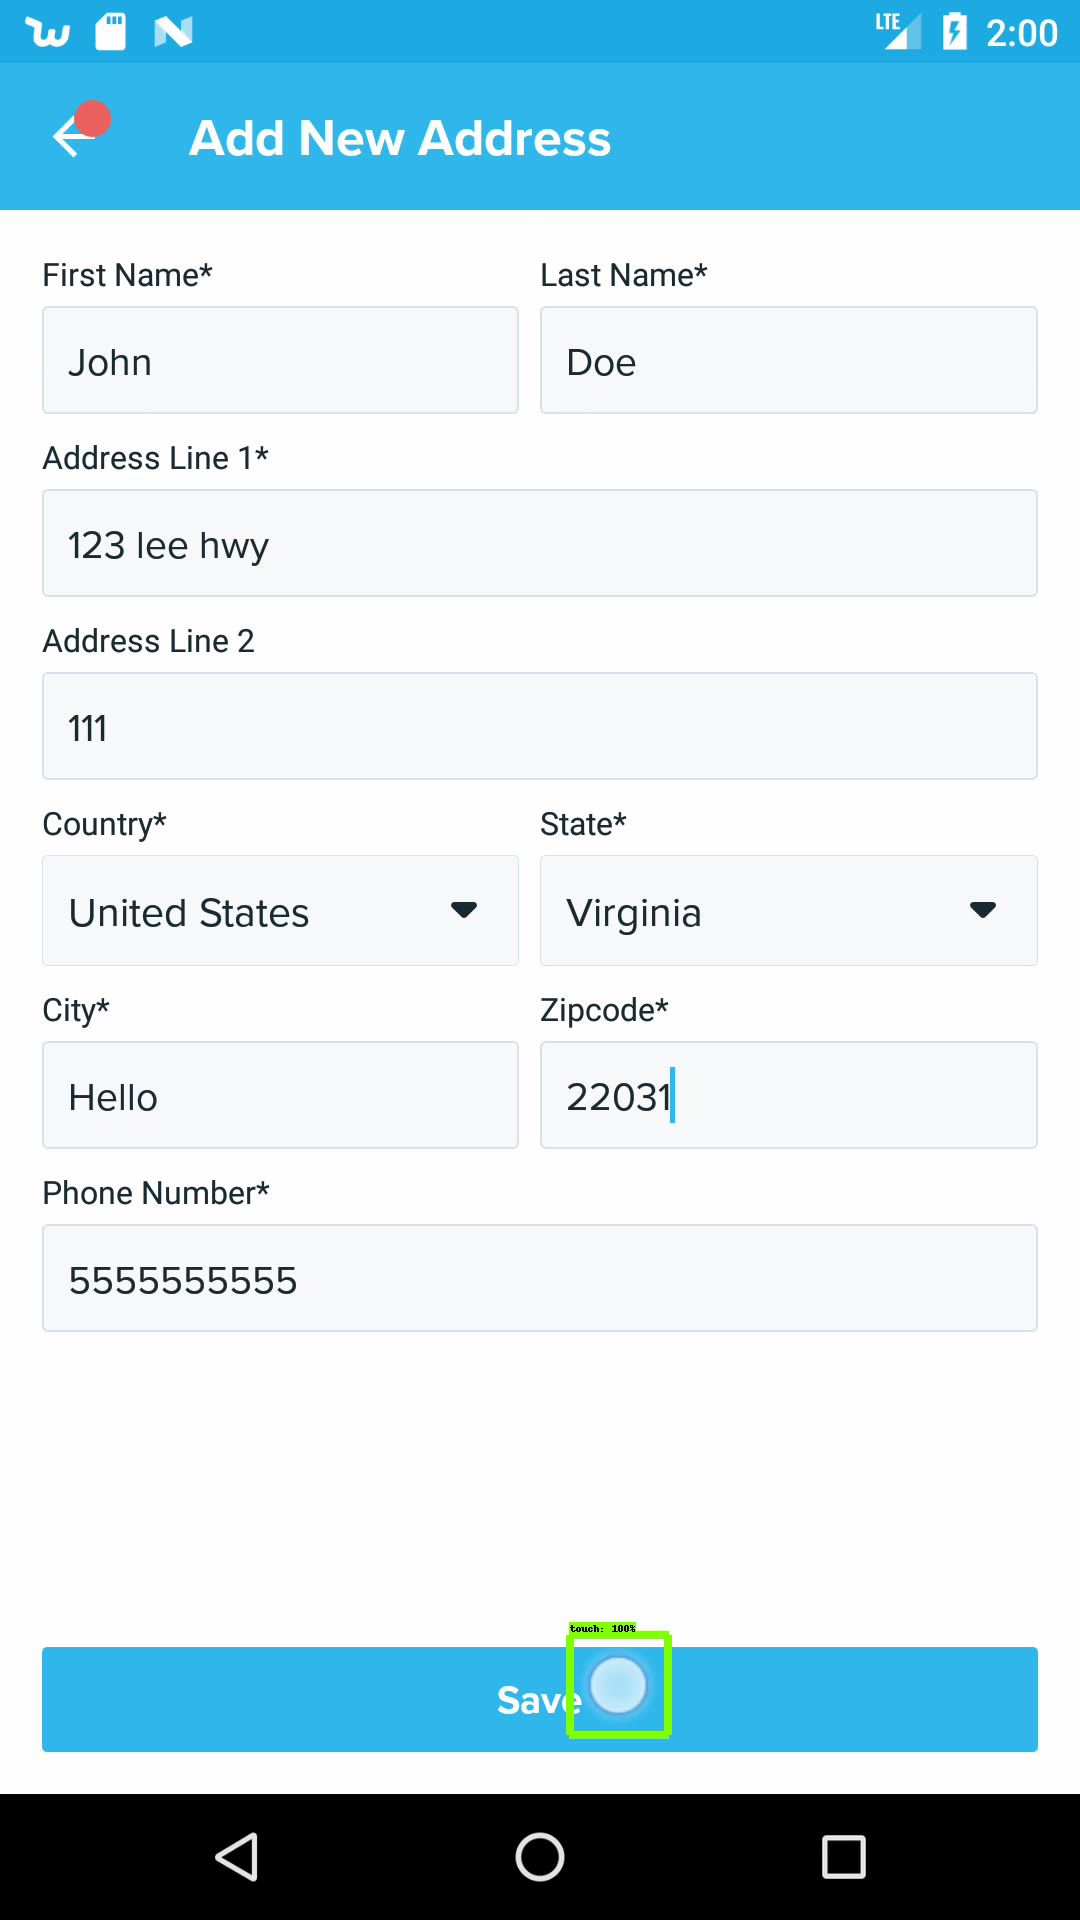 LTE 2:00
Add New Address
First Name* Last Name*
John Doe
Address Line 1*
123 lee hwy
Address Line 2
111
Country* State*
United States Virginia
City* Zipcode*
Hello 22031
Phone Number*
5555555555
touch: 100%
Save